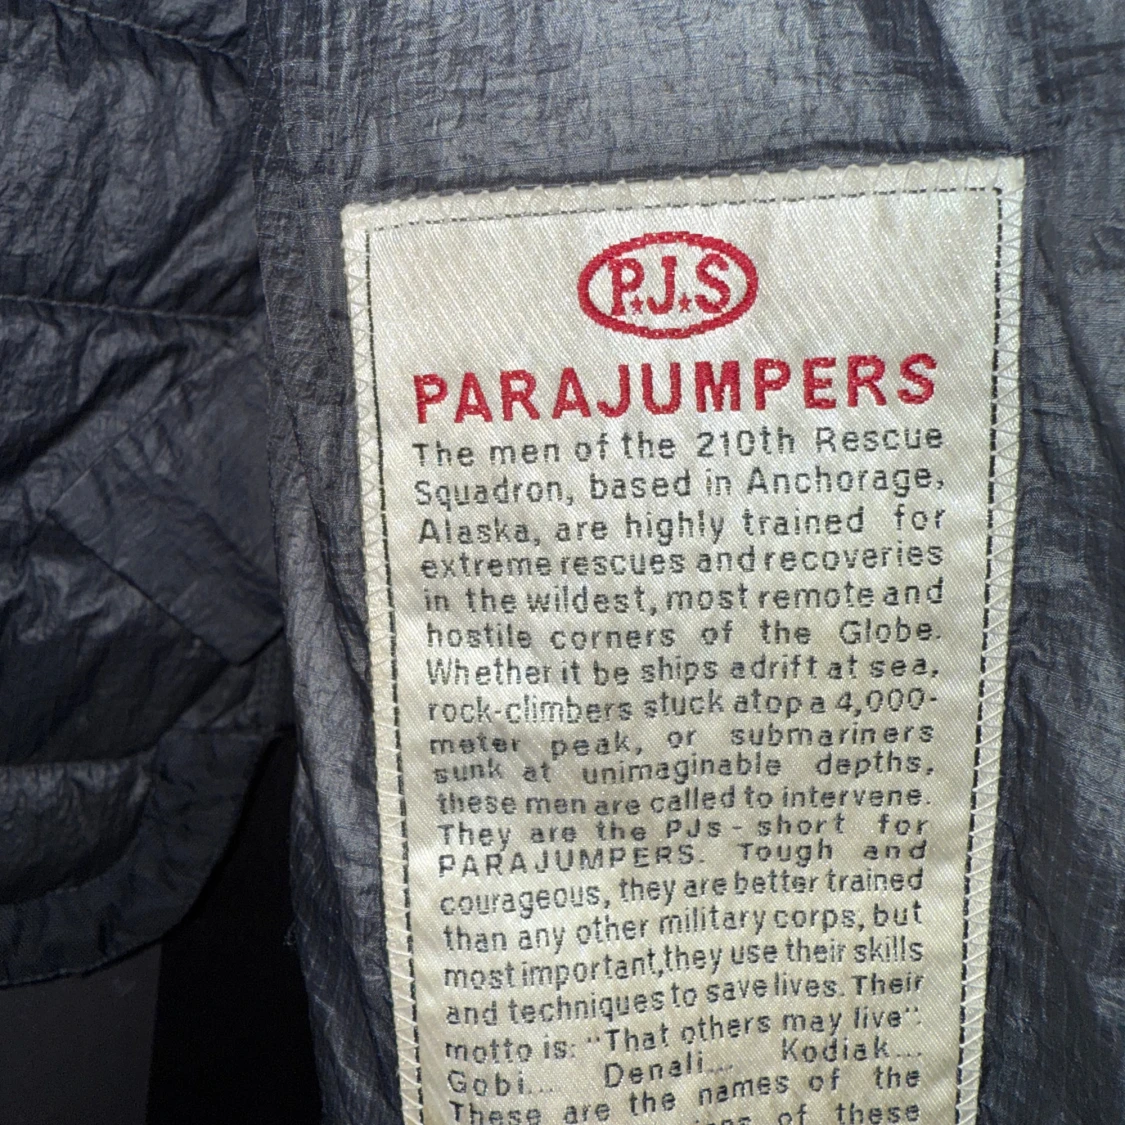 P.J.S
PARAJUMPERS
The men of the 210th Rescue
Squadron, based in Anchorage,
Alaska, are highly trained for
extreme rescues and recoveries
in the wildest, most remote and
hostile corners of the Globe.
Whether it be ships adrift at sea,
rock-climbers stuck atop a 4,000-
meter peak, or submariners
sunk at unimaginable depths,
these men are called to intervene.
They are the PJs - short for
PARAJUMPERS. Tough and
courageous, they are better trained
than any other military corps, but
most important,they use their skills
and techniques to save lives. Their
motto is: "That others may live".
Gobi... Denali... Kodiak...
These are the names of the
of these